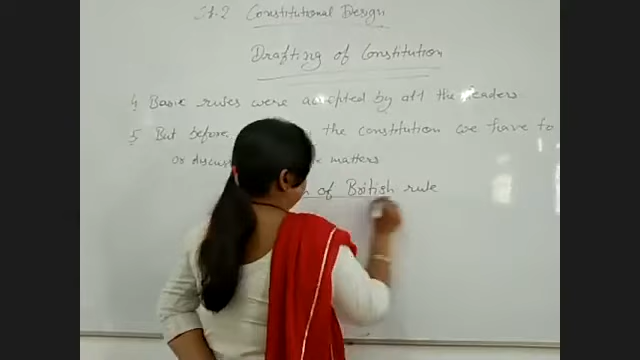 Ch.2 Constitutional Design
Drafting of Constitution
4 Basic rules were accepted by all the leaders
5 But before the constitution we have to
or discuss matters
of British rule